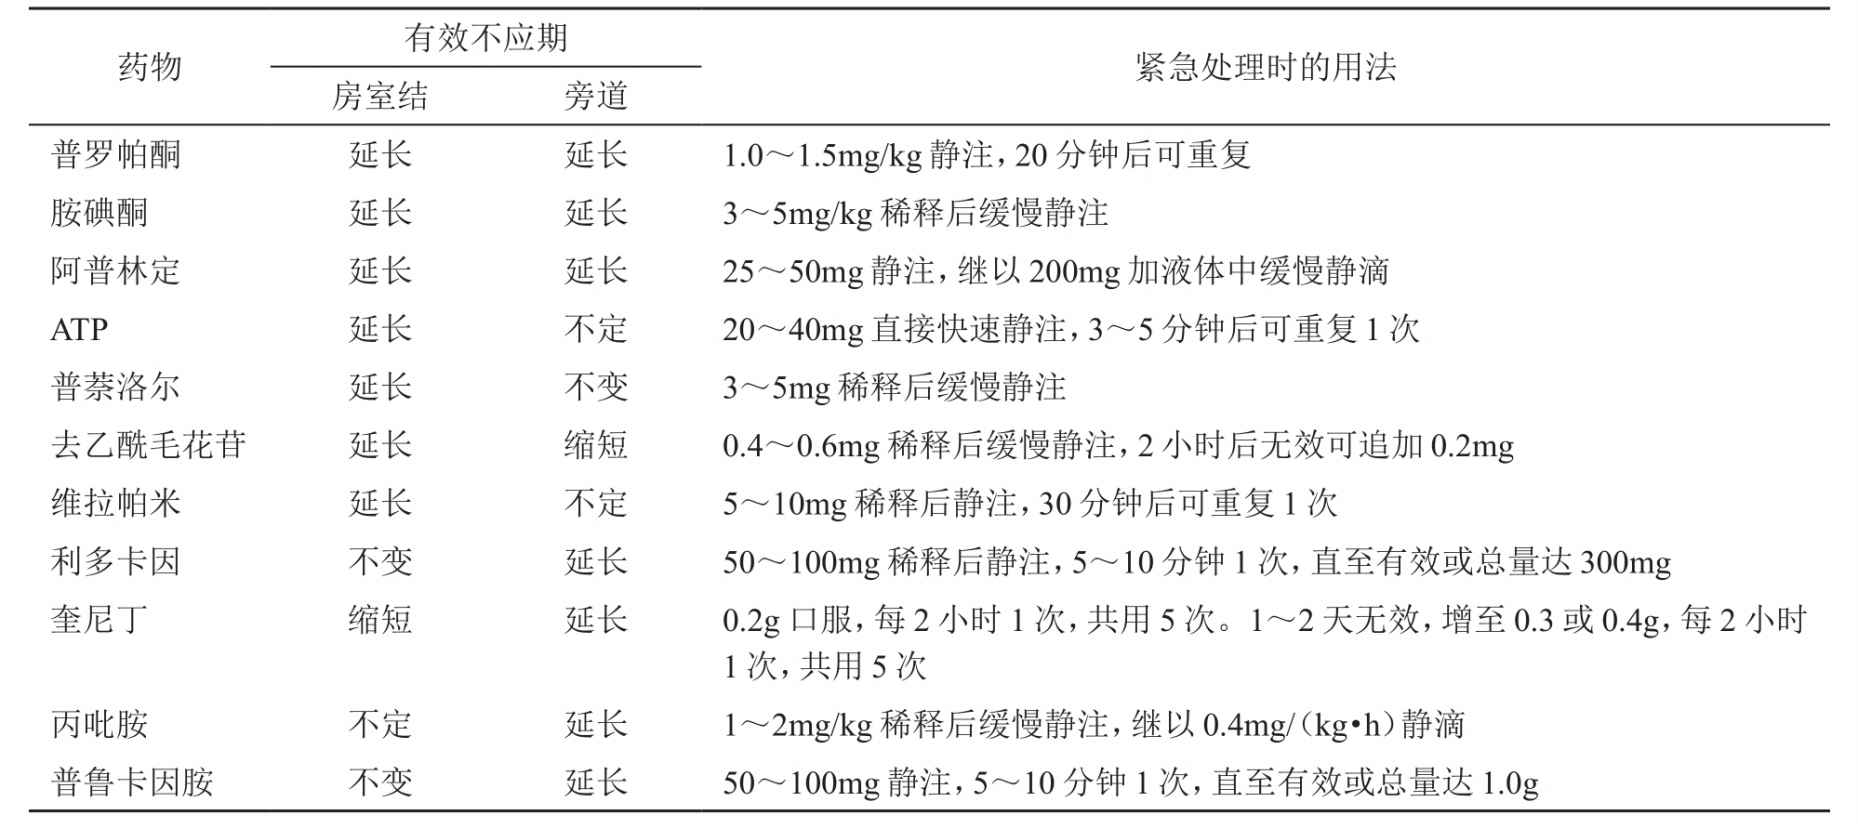 药物 有效不应期 紧急处理时的用法
房室结 旁道
普罗帕酮 延长 延长 1.0～1.5mg/kg 静注，20 分钟后可重复
胺碘酮 延长 延长 3～5mg/kg 稀释后缓慢静注
阿普林定 延长 延长 25～50mg 静注，继以 200mg 加液体中缓慢静滴
ATP 延长 不定 20～40mg 直接快速静注，3～5 分钟后可重复 1 次
普萘洛尔 延长 不变 3～5mg 稀释后缓慢静注
去乙酰毛花苷 延长 缩短 0.4～0.6mg 稀释后缓慢静注，2 小时后无效可追加 0.2mg
维拉帕米 延长 不定 5～10mg 稀释后静注，30 分钟后可重复 1 次
利多卡因 不变 延长 50～100mg 稀释后静注，5～10 分钟 1 次，直至有效或总量达 300mg
奎尼丁 缩短 延长 0.2g 口服，每 2 小时 1 次，共用 5 次。1～2 天无效，增至 0.3 或 0.4g，每 2 小时
1 次，共用 5 次
丙吡胺 不定 延长 1～2mg/kg 稀释后缓慢静注，继以 0.4mg/（kg•h）静滴
普鲁卡因胺 不变 延长 50～100mg 静注，5～10 分钟 1 次，直至有效或总量达 1.0g